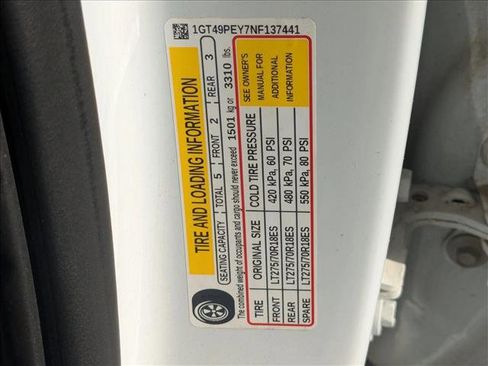 1GT49PEY7NF137441
TIRE AND LOADING INFORMATION
SEATING CAPACITY TOTAL 5 FRONT 2 REAR 3
The combined weight of occupants and cargo should never exceed 1501 kg or 3310 lbs.
TIRE ORIGINAL SIZE COLD TIRE PRESSURE SEE OWNER'S MANUAL FOR ADDITIONAL INFORMATION
FRONT LT275/70R18ES 420 kPa, 60 PSI
REAR LT275/70R18ES 480 kPa, 70 PSI
SPARE LT275/70R18ES 550 kPa, 80 PSI